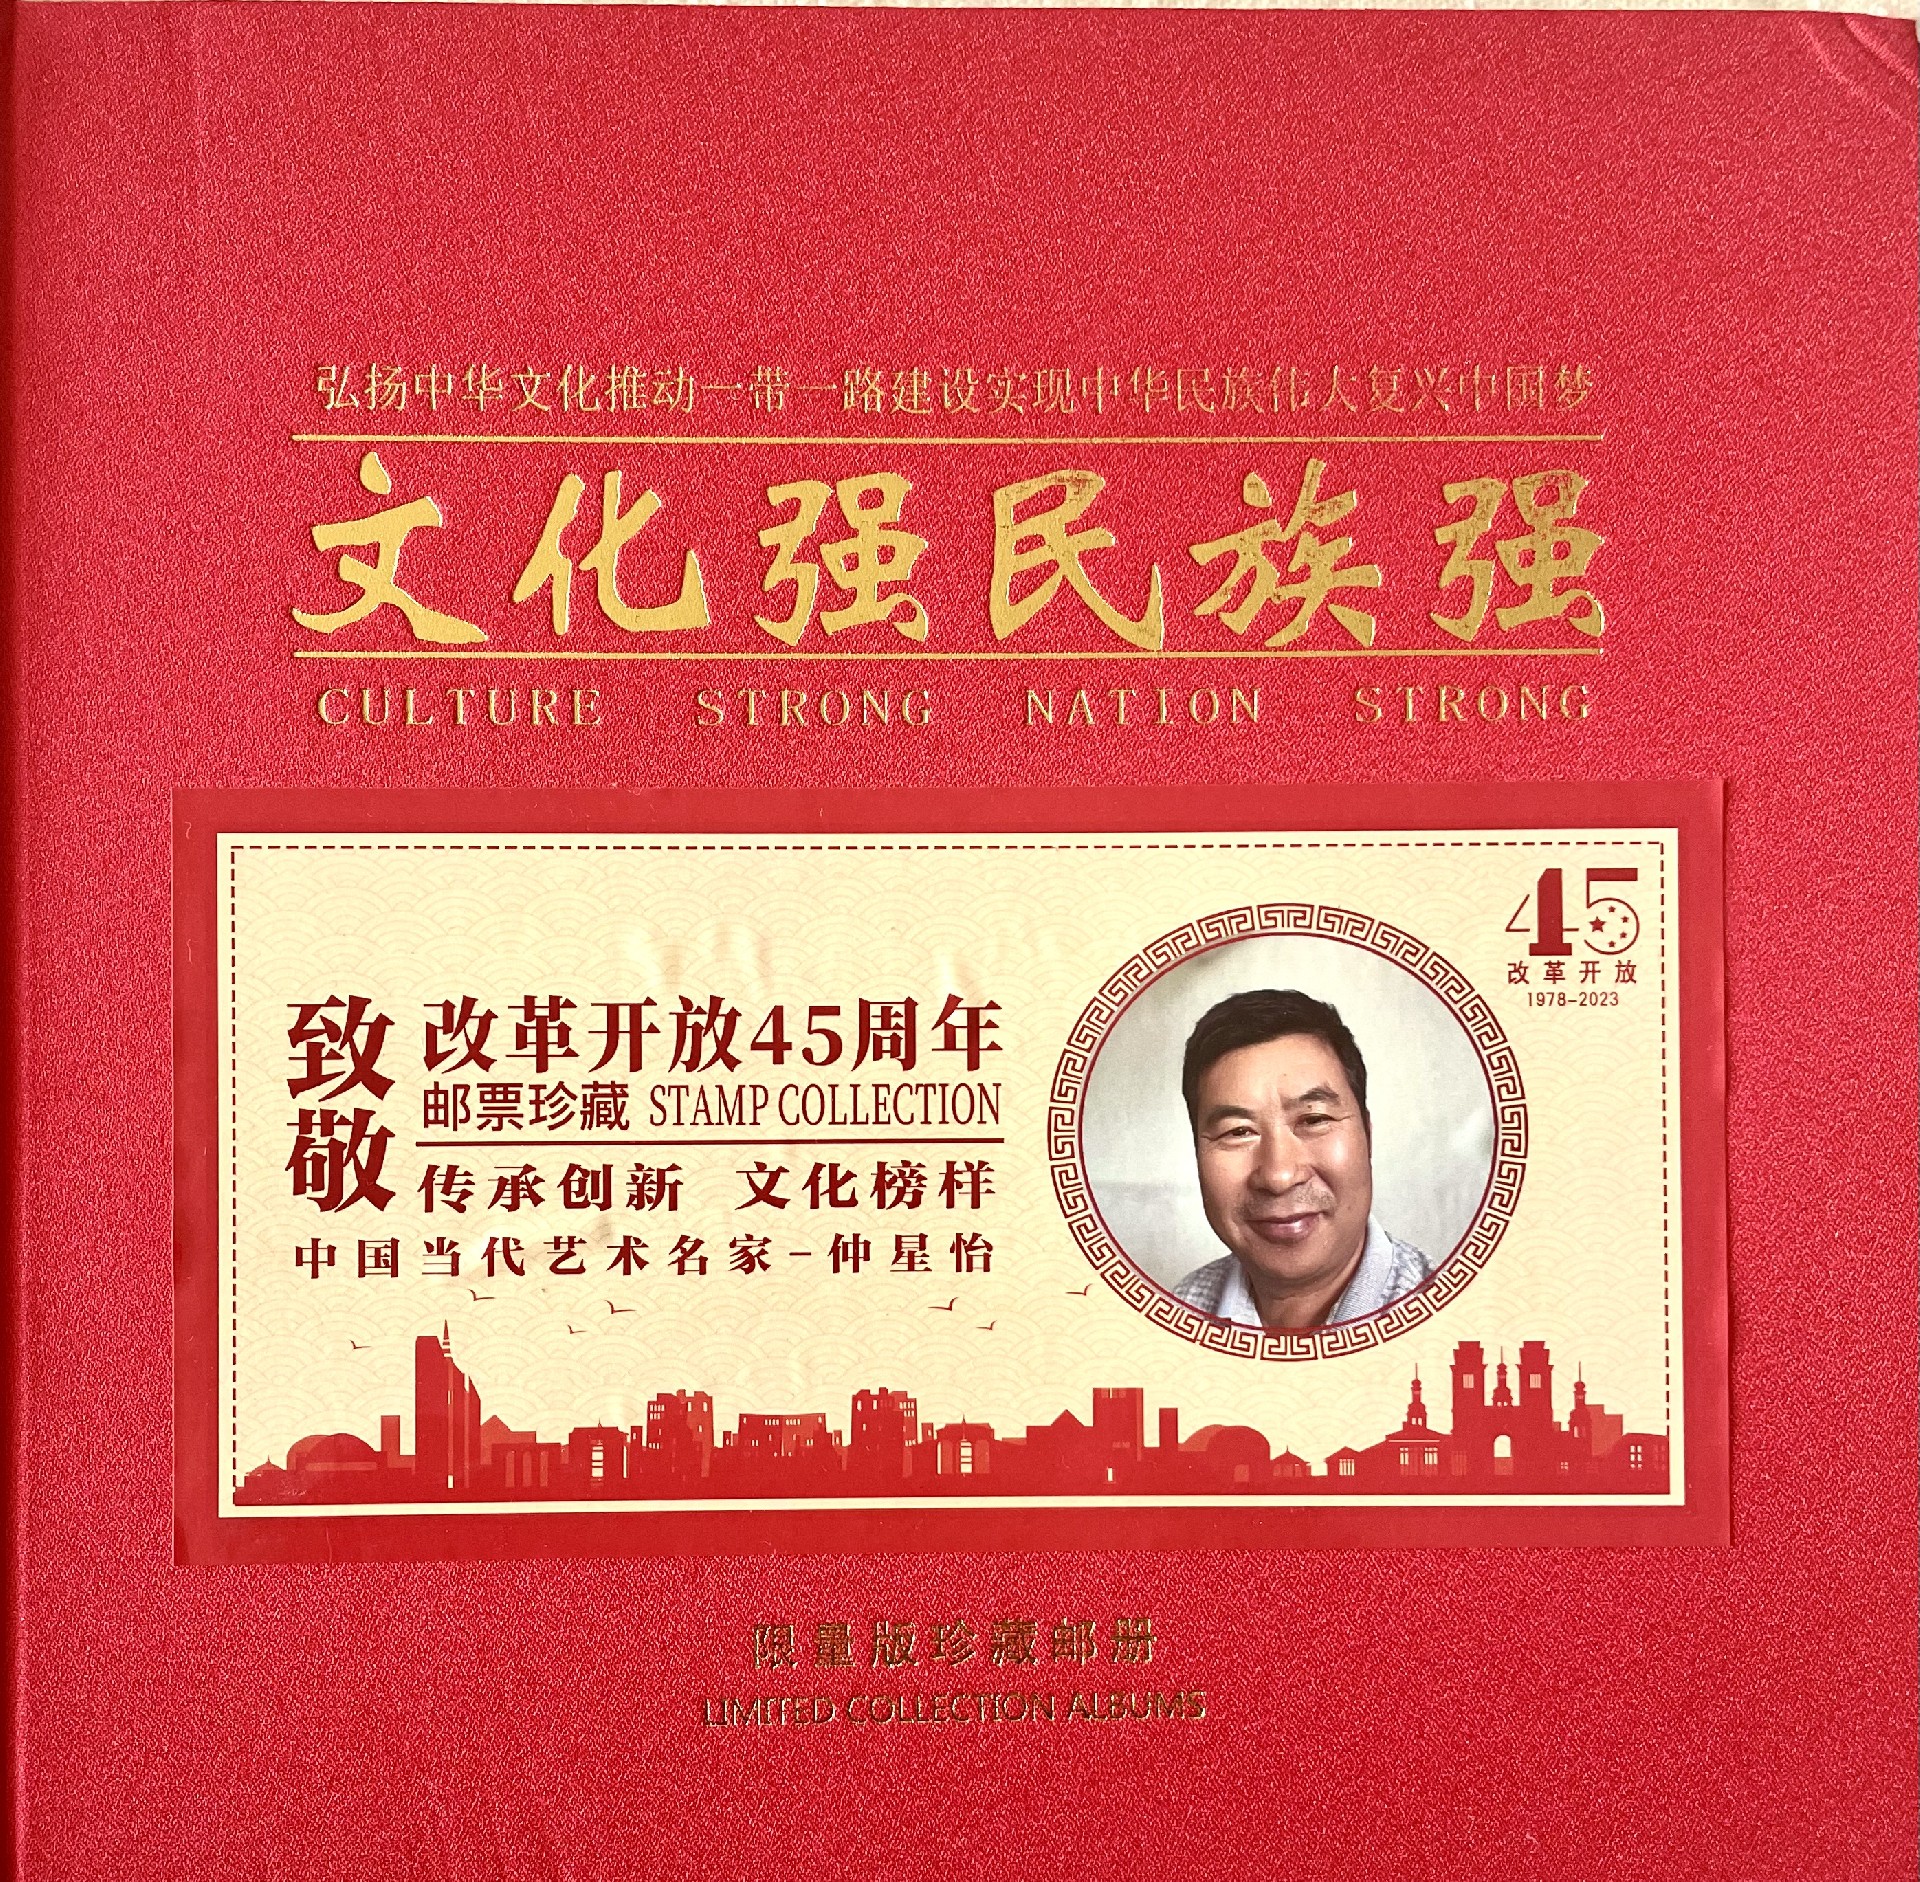 弘扬中华文化推动一带一路建设实现中华民族伟大复兴中国梦
文化强民族强
CULTURE STRONG NATION STRONG
45
改革开放
1978-2023
致敬
改革开放45周年
邮票珍藏 STAMP COLLECTION
传承创新 文化榜样
中国当代艺术名家-仲星怡
限量版珍藏邮册
LIMITED COLLECTION ALBUMS